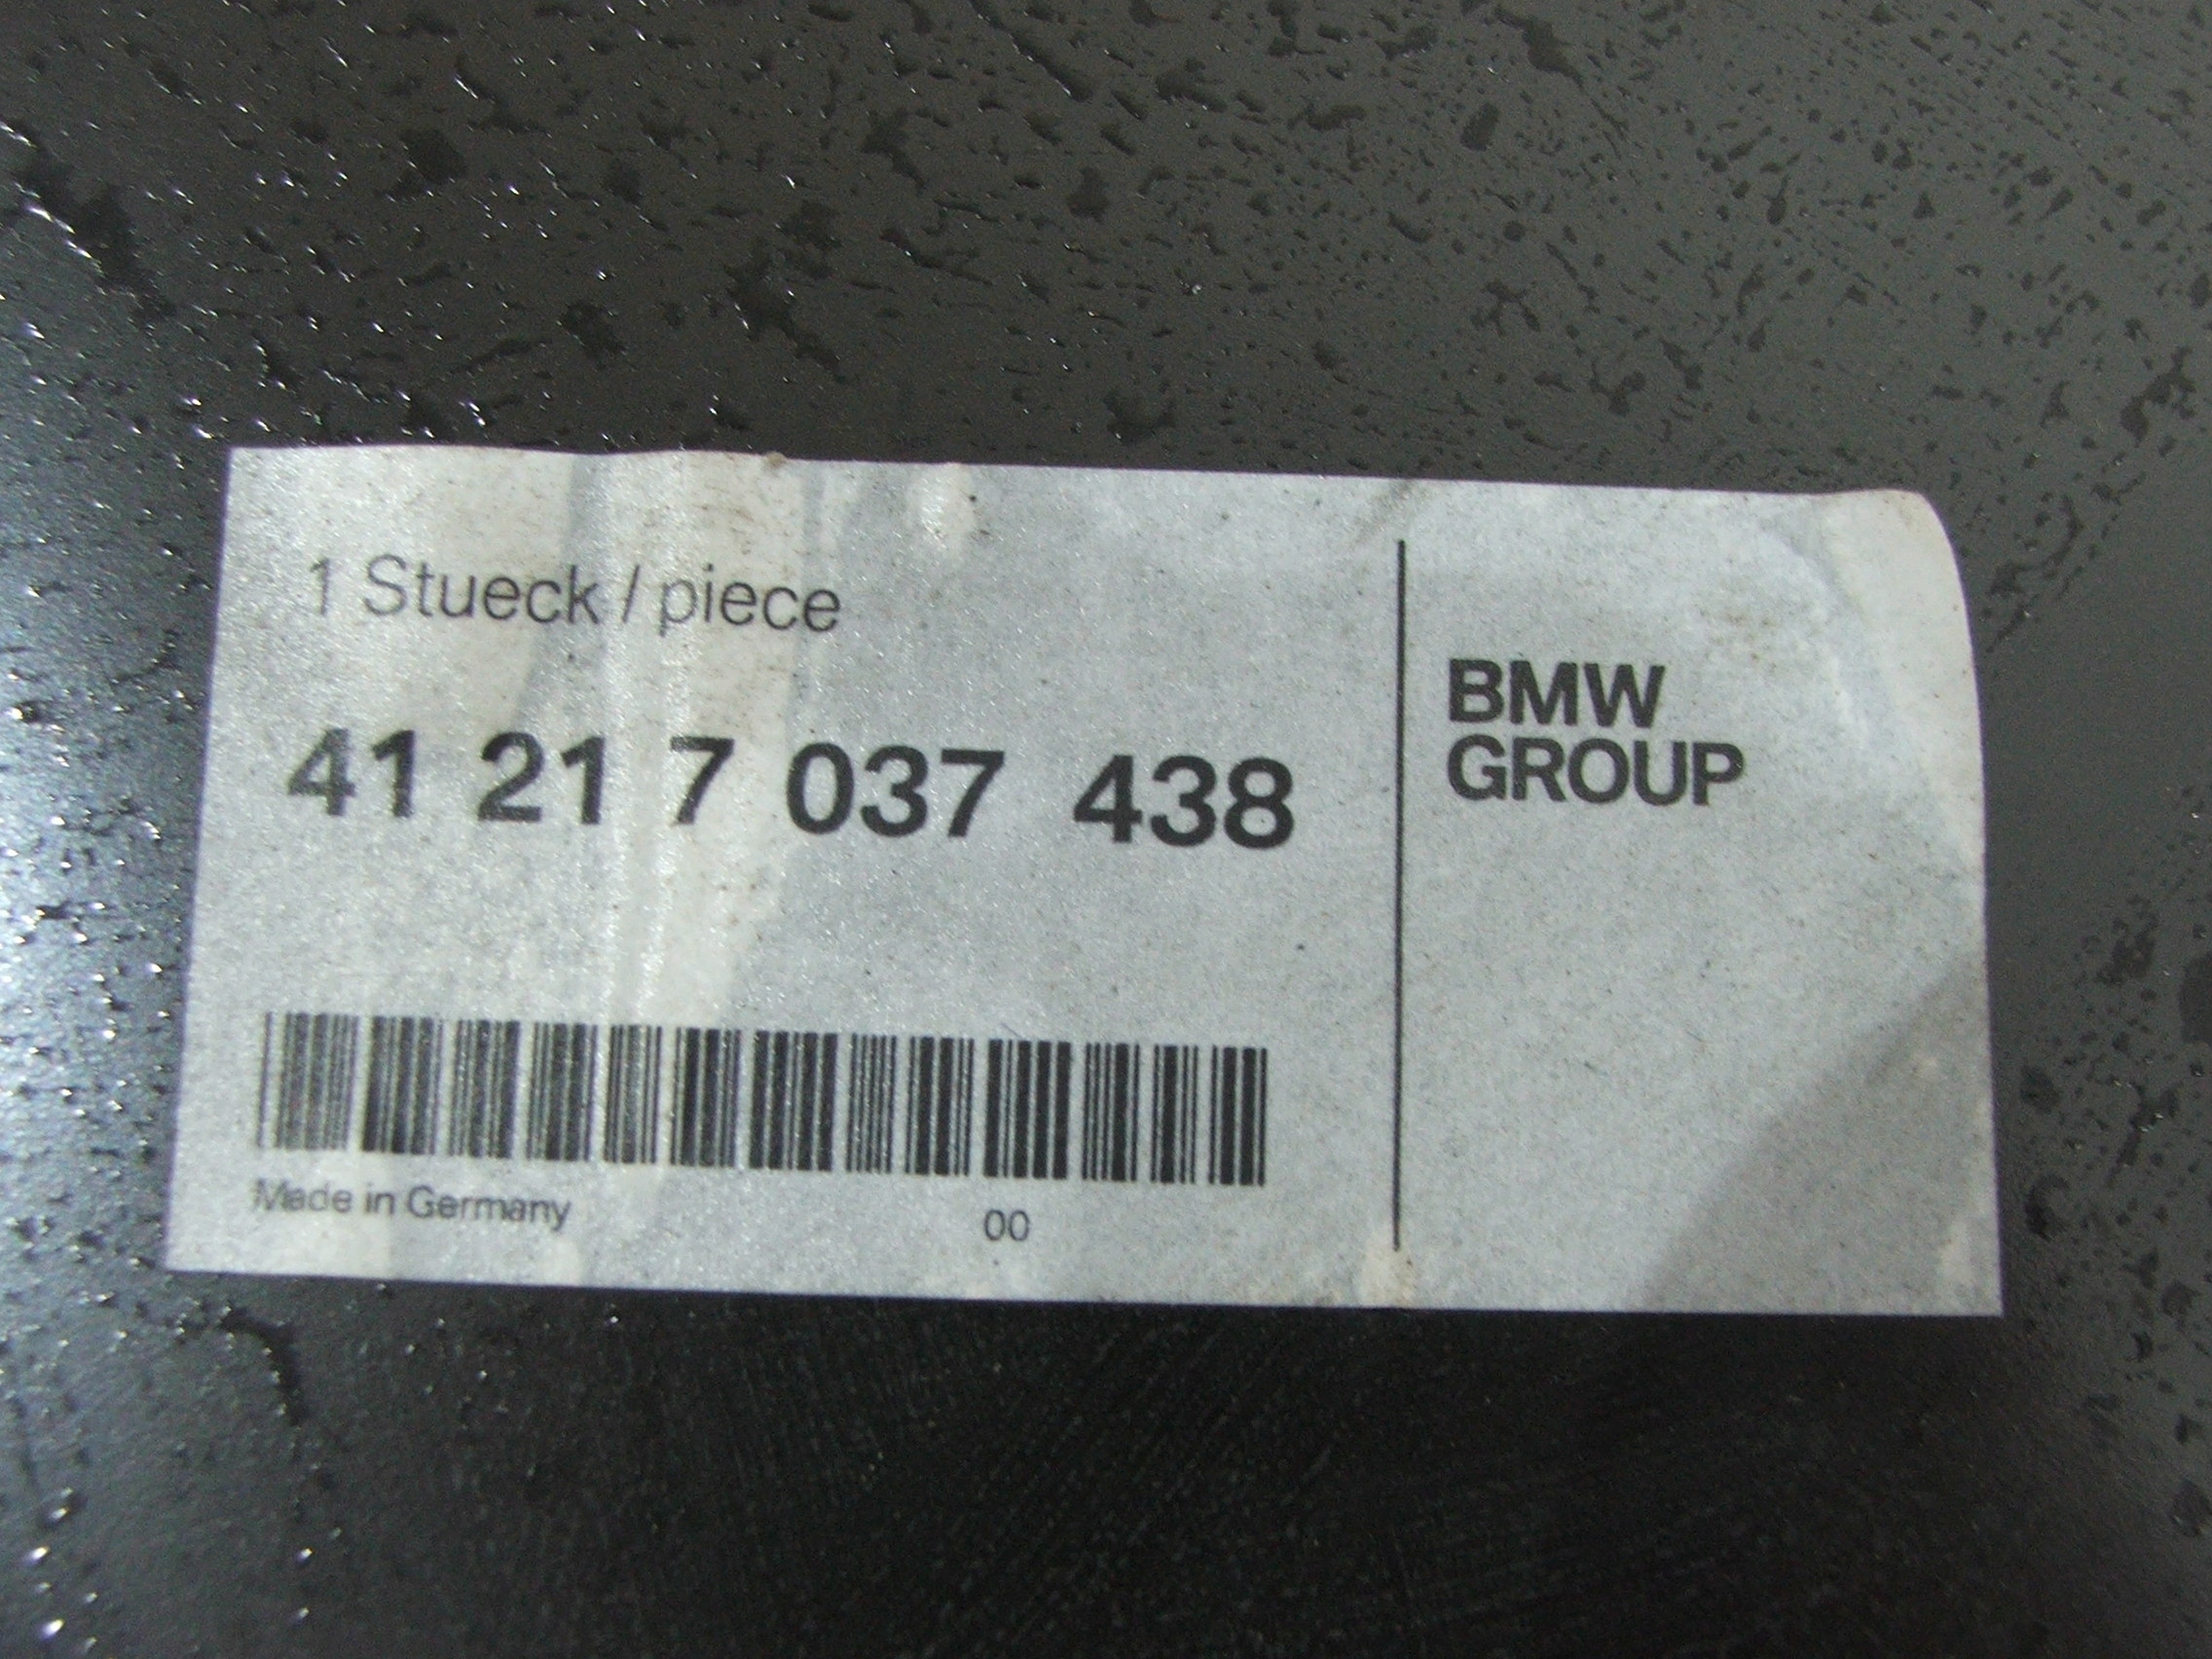 1 Stueck / piece
41 21 7 037 438
BMW
GROUP
Made in Germany
00